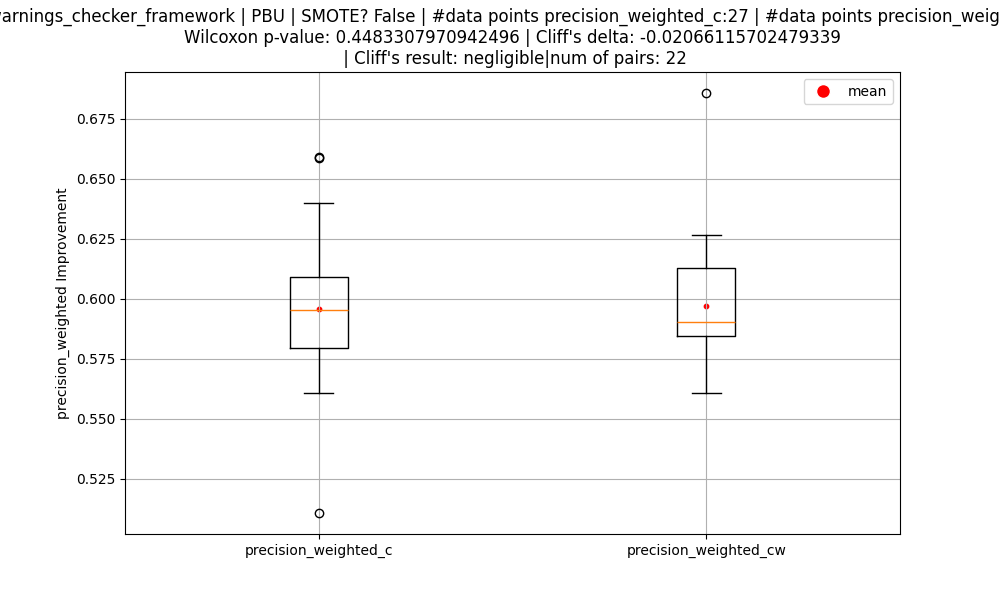 arnings_checker_framework | PBU | SMOTE? False | #data points precision_weighted_c:27 | #data points precision_weig
Wilcoxon p-value: 0.4483307970942496 | Cliff's delta: -0.02066115702479339
| Cliff's result: negligible|num of pairs: 22
mean
0.675
0.650
0.625
0.600
0.575
0.550
0.525
precision_weighted Improvement
precision_weighted_c
precision_weighted_cw